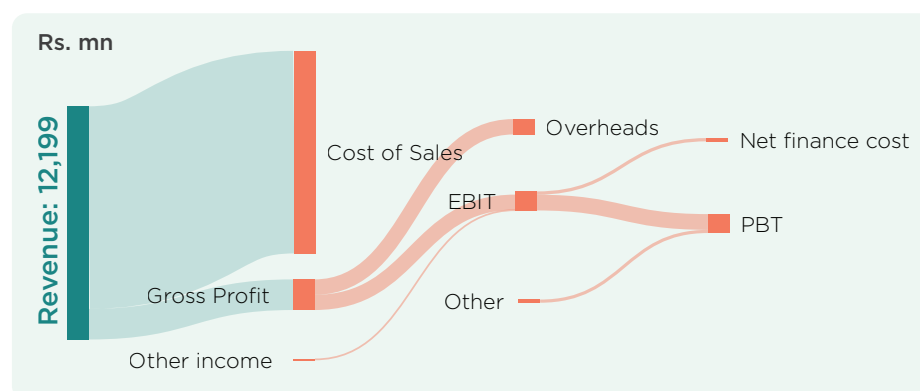 Rs. mn
Revenue: 12,199
Cost of Sales
Gross Profit
Other income
Overheads
EBIT
Other
Net finance cost
PBT